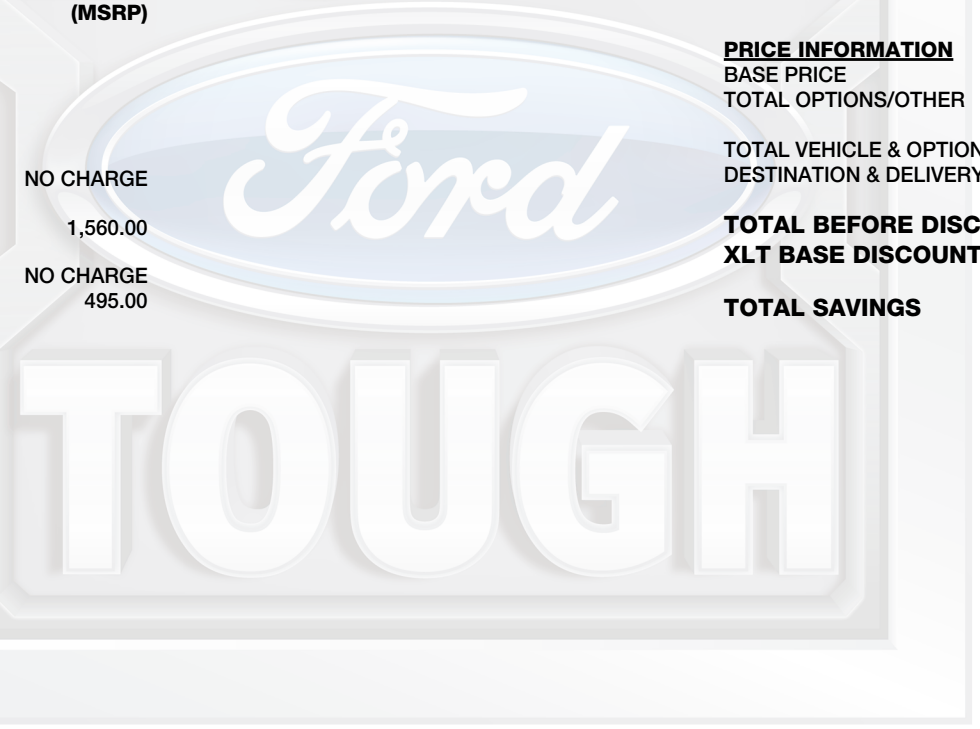 (MSRP)
NO CHARGE
1,560.00
NO CHARGE
495.00
PRICE INFORMATION
BASE PRICE
TOTAL OPTIONS/OTHER
TOTAL VEHICLE & OPTION
DESTINATION & DELIVERY
TOTAL BEFORE DISC
XLT BASE DISCOUNT
TOTAL SAVINGS
Ford
TOUGH